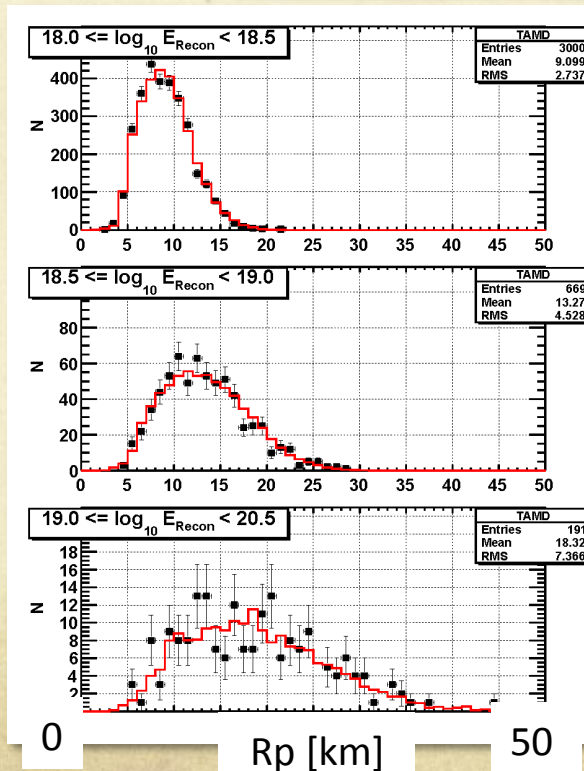 18.0 <= log10 ERecon < 18.5
TAMD
Entries 3000
Mean 9.099
RMS 2.737
N
400
300
200
100
0
0 5 10 15 20 25 30 35 40 45 50
18.5 <= log10 ERecon < 19.0
TAMD
Entries 669
Mean 13.27
RMS 4.528
N
80
60
40
20
0
0 5 10 15 20 25 30 35 40 45 50
19.0 <= log10 ERecon < 20.5
TAMD
Entries 191
Mean 18.32
RMS 7.366
N
18
16
14
12
10
8
6
4
2
0 Rp [km] 50